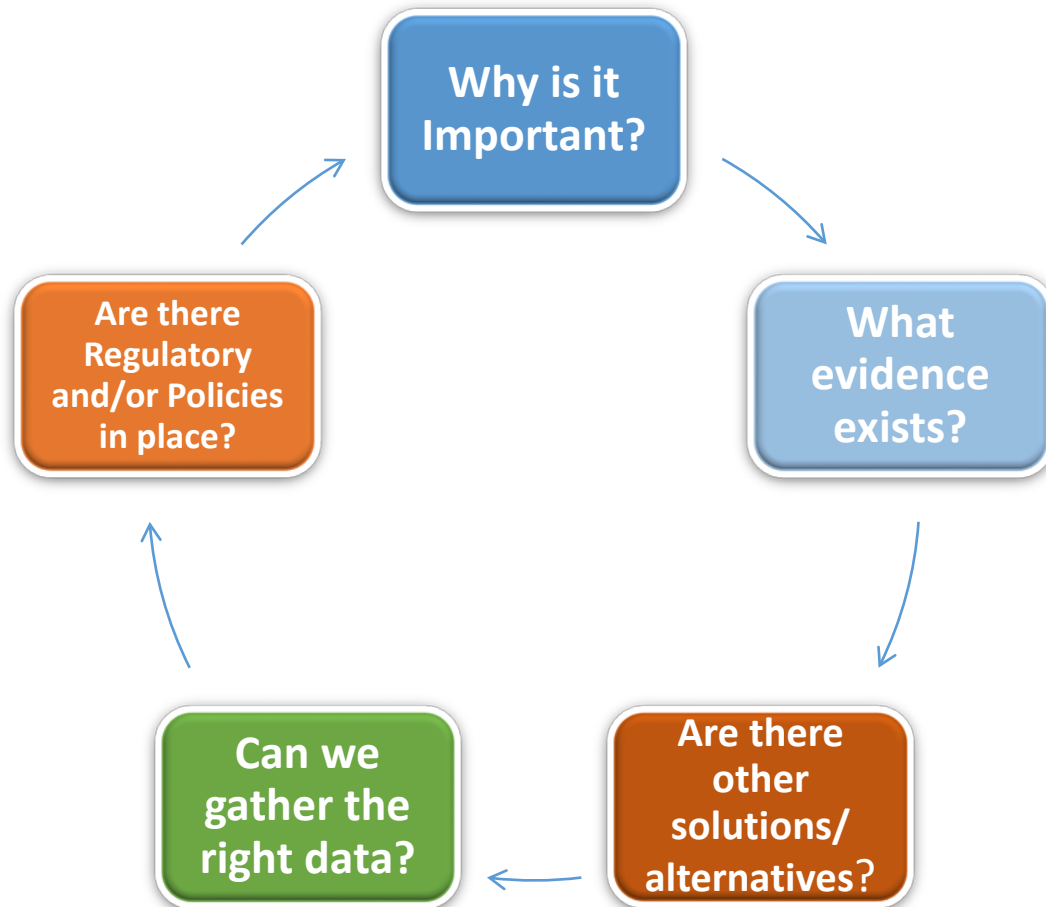 Why is it
Important?
What
evidence
exists?
Are there
other
solutions/
alternatives?
Can we
gather the
right data?
Are there
Regulatory
and/or Policies
in place?